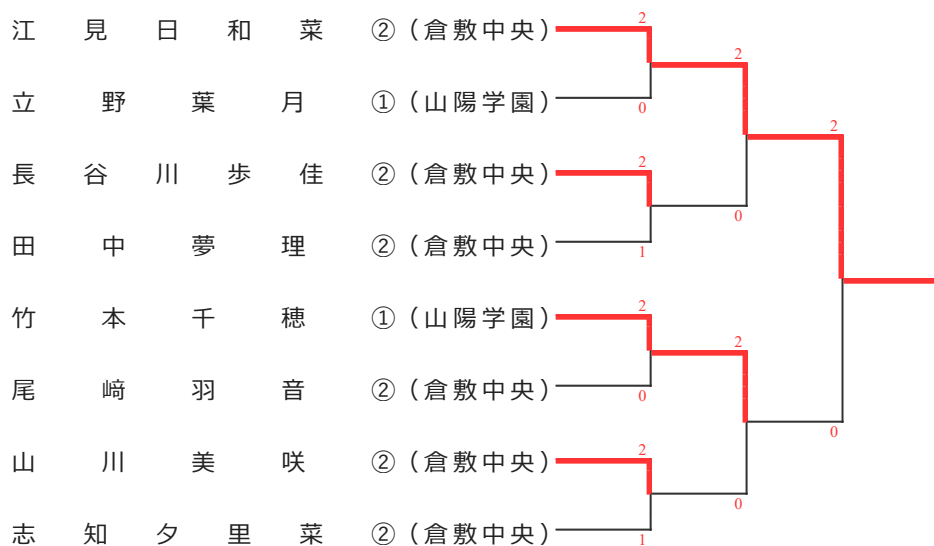 江見日和菜 ②(倉敷中央)
2
2
立野葉月 ①(山陽学園)
0
2
長谷川歩佳 ②(倉敷中央)
2
0
田中夢理 ②(倉敷中央)
1
竹本千穂 ①(山陽学園)
2
2
尾﨑羽音 ②(倉敷中央)
0
0
山川美咲 ②(倉敷中央)
2
0
志知夕里菜 ②(倉敷中央)
1